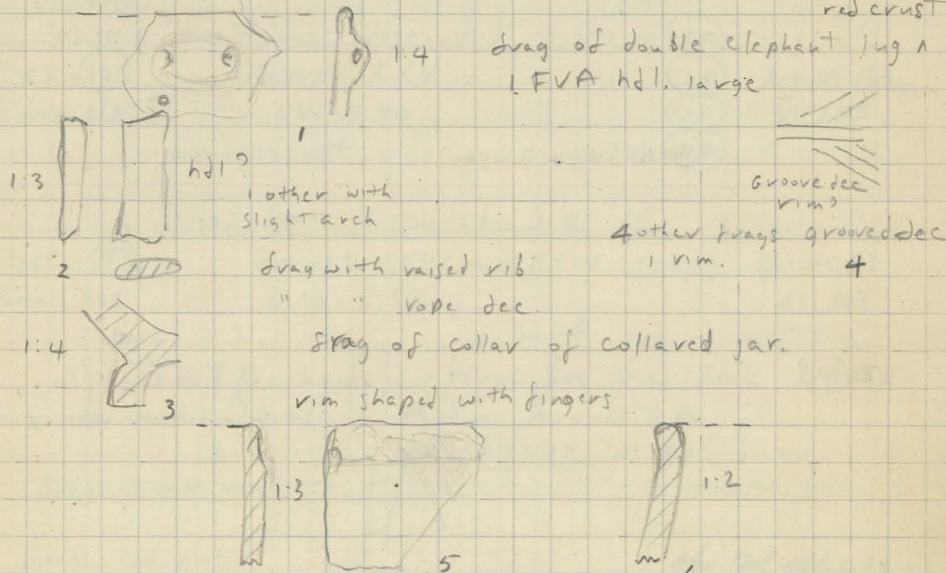 red crust
1:4
frag of double elephant lug ʌ
1 EVA hdl. large
1
1:3
hdl?
1 other with
slight arch
Groove dec
rim?
4 other frags grooved dec
1 rim.
4
2
frag with raised rib
" " rope dec.
1:4
frag of collar of collared jar.
3
rim shaped with fingers
1:3
1:2
5